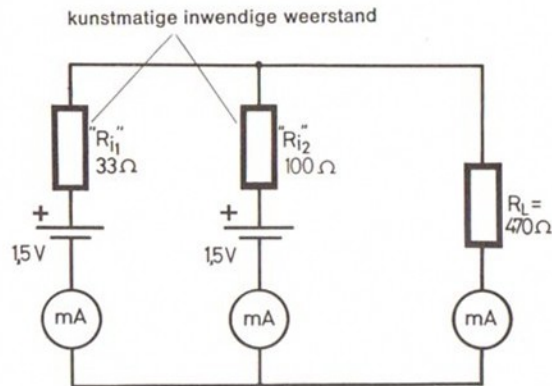 kunstmatige inwendige weerstand
"Ri1"
33Ω
"Ri2"
100Ω
RL=
470Ω
+
1,5V
+
1,5V
mA
mA
mA